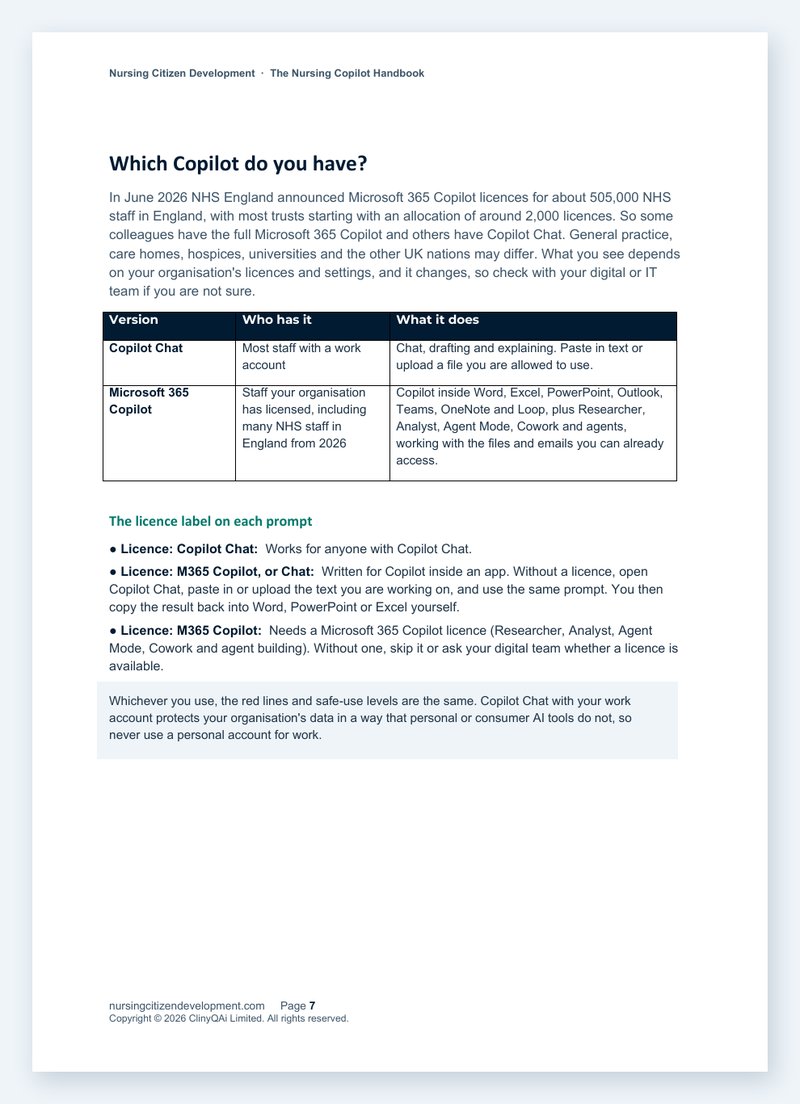 Nursing Citizen Development · The Nursing Copilot Handbook
Which Copilot do you have?
In June 2026 NHS England announced Microsoft 365 Copilot licences for about 505,000 NHS
staff in England, with most trusts starting with an allocation of around 2,000 licences. So some
colleagues have the full Microsoft 365 Copilot and others have Copilot Chat. General practice,
care homes, hospices, universities and the other UK nations may differ. What you see depends
on your organisation's licences and settings, and it changes, so check with your digital or IT
team if you are not sure.
Version Who has it What it does
Copilot Chat
Most staff with a work
account
Chat, drafting and explaining. Paste in text or
upload a file you are allowed to use.
Microsoft 365
Copilot
Staff your organisation
has licensed, including
many NHS staff in
England from 2026
Copilot inside Word, Excel, PowerPoint, Outlook,
Teams, OneNote and Loop, plus Researcher,
Analyst, Agent Mode, Cowork and agents,
working with the files and emails you can already
access.
The licence label on each prompt
● Licence: Copilot Chat: Works for anyone with Copilot Chat.
● Licence: M365 Copilot, or Chat: Written for Copilot inside an app. Without a licence, open
Copilot Chat, paste in or upload the text you are working on, and use the same prompt. You then
copy the result back into Word, PowerPoint or Excel yourself.
● Licence: M365 Copilot: Needs a Microsoft 365 Copilot licence (Researcher, Analyst, Agent
Mode, Cowork and agent building). Without one, skip it or ask your digital team whether a licence is
available.
Whichever you use, the red lines and safe-use levels are the same. Copilot Chat with your work
account protects your organisation's data in a way that personal or consumer AI tools do not, so
never use a personal account for work.
nursingcitizendevelopment.com Page 7
Copyright © 2026 ClinyQAi Limited. All rights reserved.